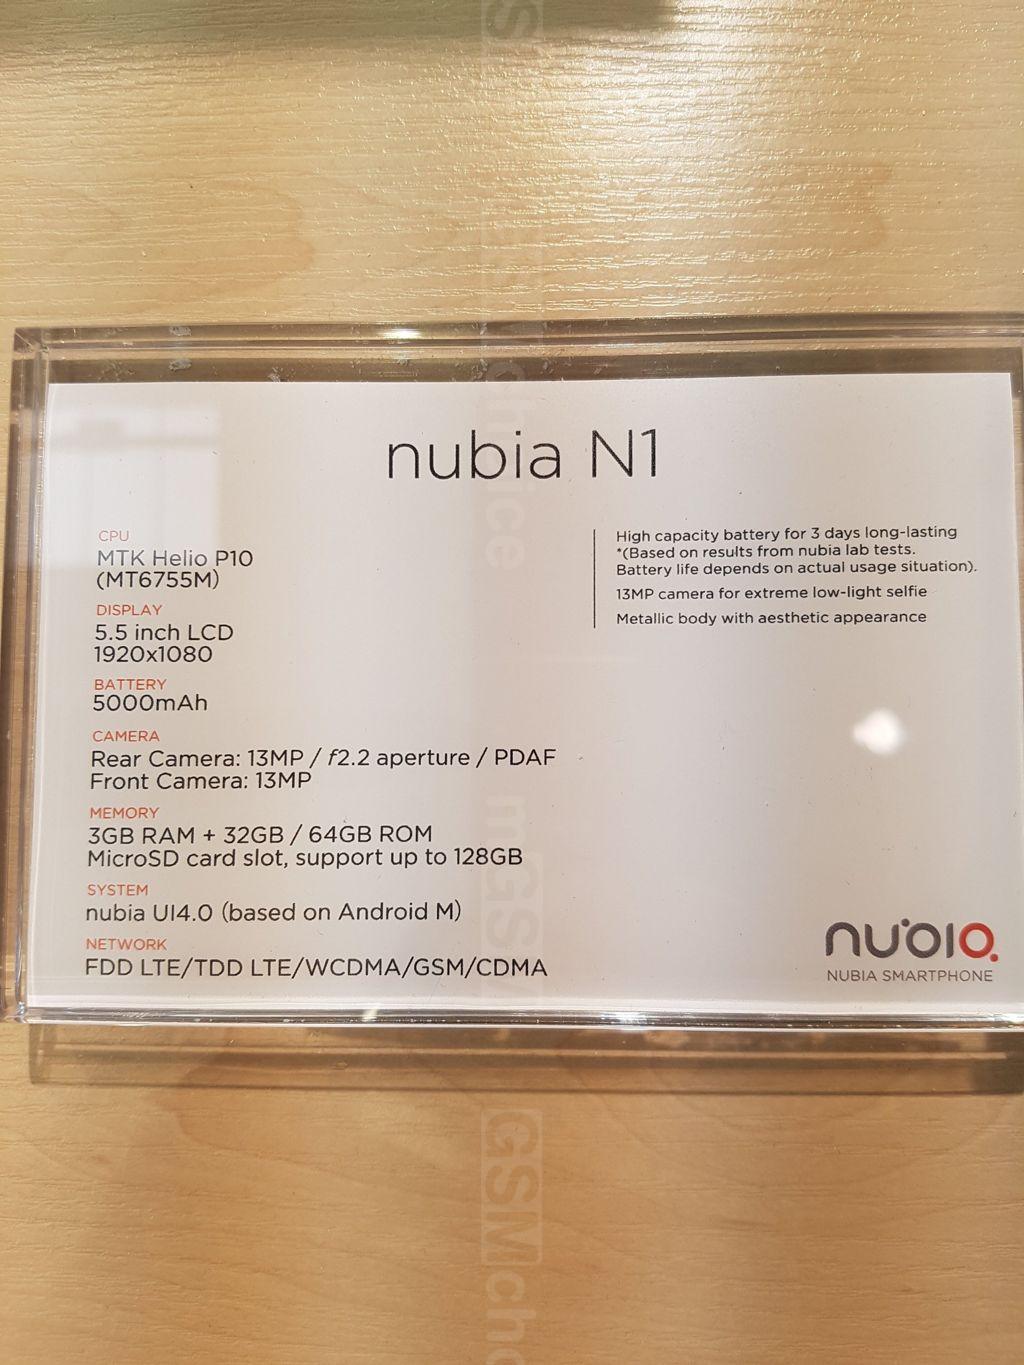 nubia N1
CPU
MTK Helio P10
(MT6755M)
DISPLAY
5.5 inch LCD
1920x1080
BATTERY
5000mAh
CAMERA
Rear Camera: 13MP / f2.2 aperture / PDAF
Front Camera: 13MP
MEMORY
3GB RAM + 32GB / 64GB ROM
MicroSD card slot, support up to 128GB
SYSTEM
nubia UI4.0 (based on Android M)
NETWORK
FDD LTE/TDD LTE/WCDMA/GSM/CDMA
High capacity battery for 3 days long-lasting
*(Based on results from nubia lab tests.
Battery life depends on actual usage situation).
13MP camera for extreme low-light selfie
Metallic body with aesthetic appearance
nubia
NUBIA SMARTPHONE
GSMchoice
mGSM
GSMcho